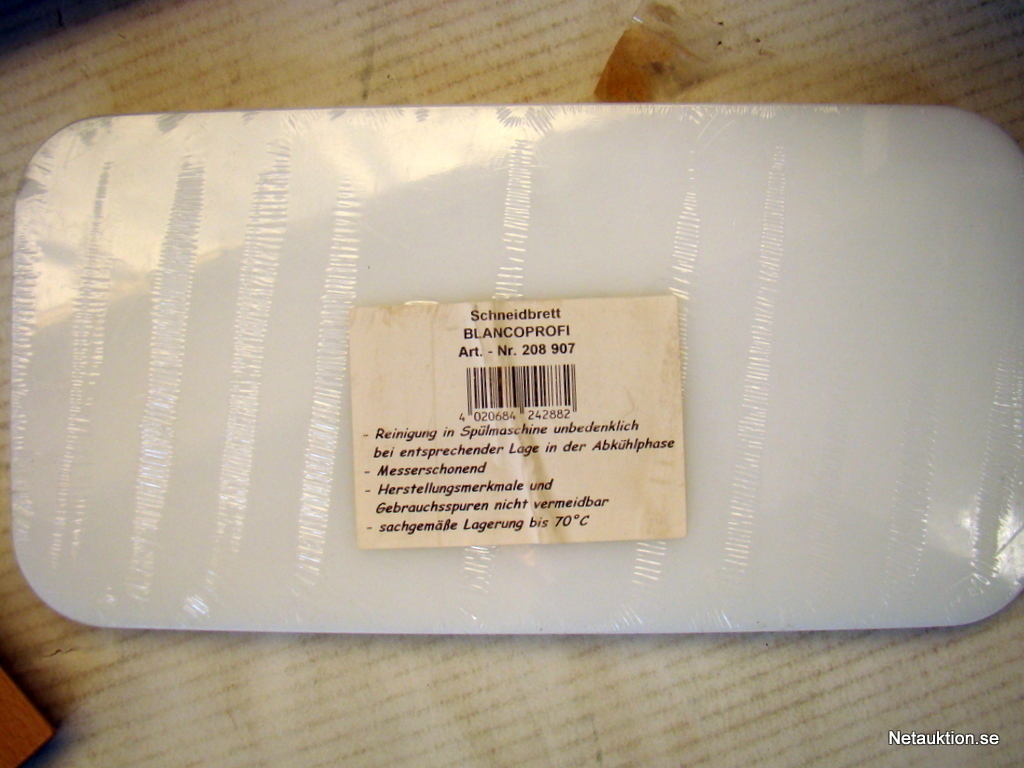 Schneidbrett
BLANCOPROFI
Art. - Nr. 208 907
4 020684 242882
- Reinigung in Spülmaschine unbedenklich
bei entsprechender Lage in der Abkühlphase
- Messerschonend
- Herstellungsmerkmale und
Gebrauchsspuren nicht vermeidbar
- sachgemäße Lagerung bis 70°C
Netauktion.se